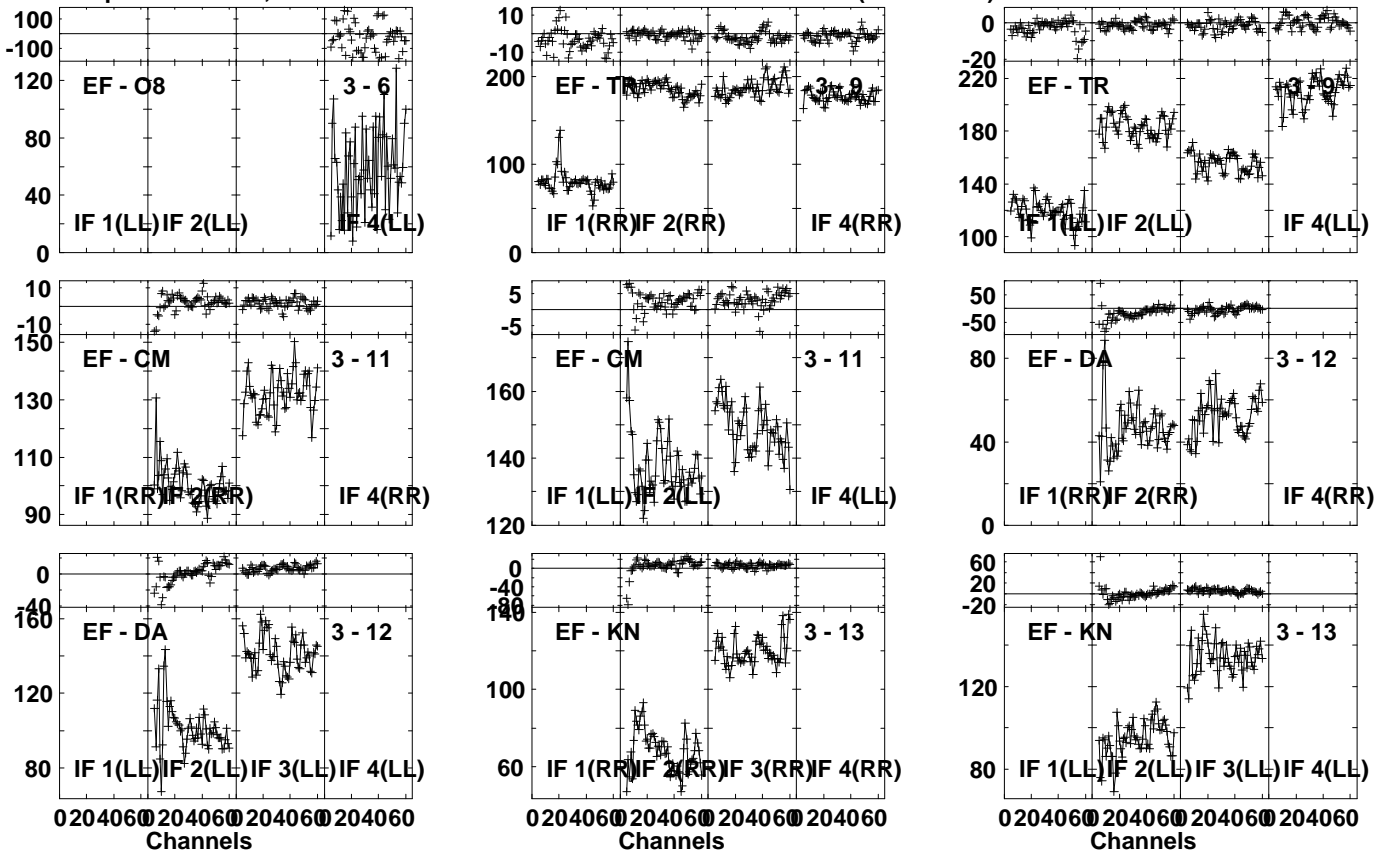 100
-100
120
80
40
0
EF - O8
3 - 6
IF 1(LL) IF 2(LL) IF 4(LL)
10
-10
200
100
0
EF - TR
3 - 9
IF 1(RR) IF 2(RR) IF 4(RR)
0
-20
220
180
140
100
EF - TR
3 - 9
IF 1(LL) IF 2(LL) IF 4(LL)
10
-10
150
130
110
90
EF - CM
3 - 11
IF 1(RR) IF 2(RR) IF 4(RR)
5
-5
160
140
120
EF - CM
3 - 11
IF 1(LL) IF 2(LL) IF 4(LL)
50
-50
80
40
0
EF - DA
3 - 12
IF 1(RR) IF 2(RR) IF 4(RR)
0
-40
160
120
80
EF - DA
3 - 12
IF 1(LL) IF 2(LL) IF 3(LL) IF 4(LL)
0
-40
-80
140
100
60
EF - KN
3 - 13
IF 1(RR) IF 2(RR) IF 3(RR) IF 4(RR)
60
20
-20
120
80
EF - KN
3 - 13
IF 1(LL) IF 2(LL) IF 3(LL) IF 4(LL)
0 20 40 60 0 20 40 60 0 20 40 60 0 20 40 60
Channels
0 20 40 60 0 20 40 60 0 20 40 60 0 20 40 60
Channels
0 20 40 60 0 20 40 60 0 20 40 60 0 20 40 60
Channels